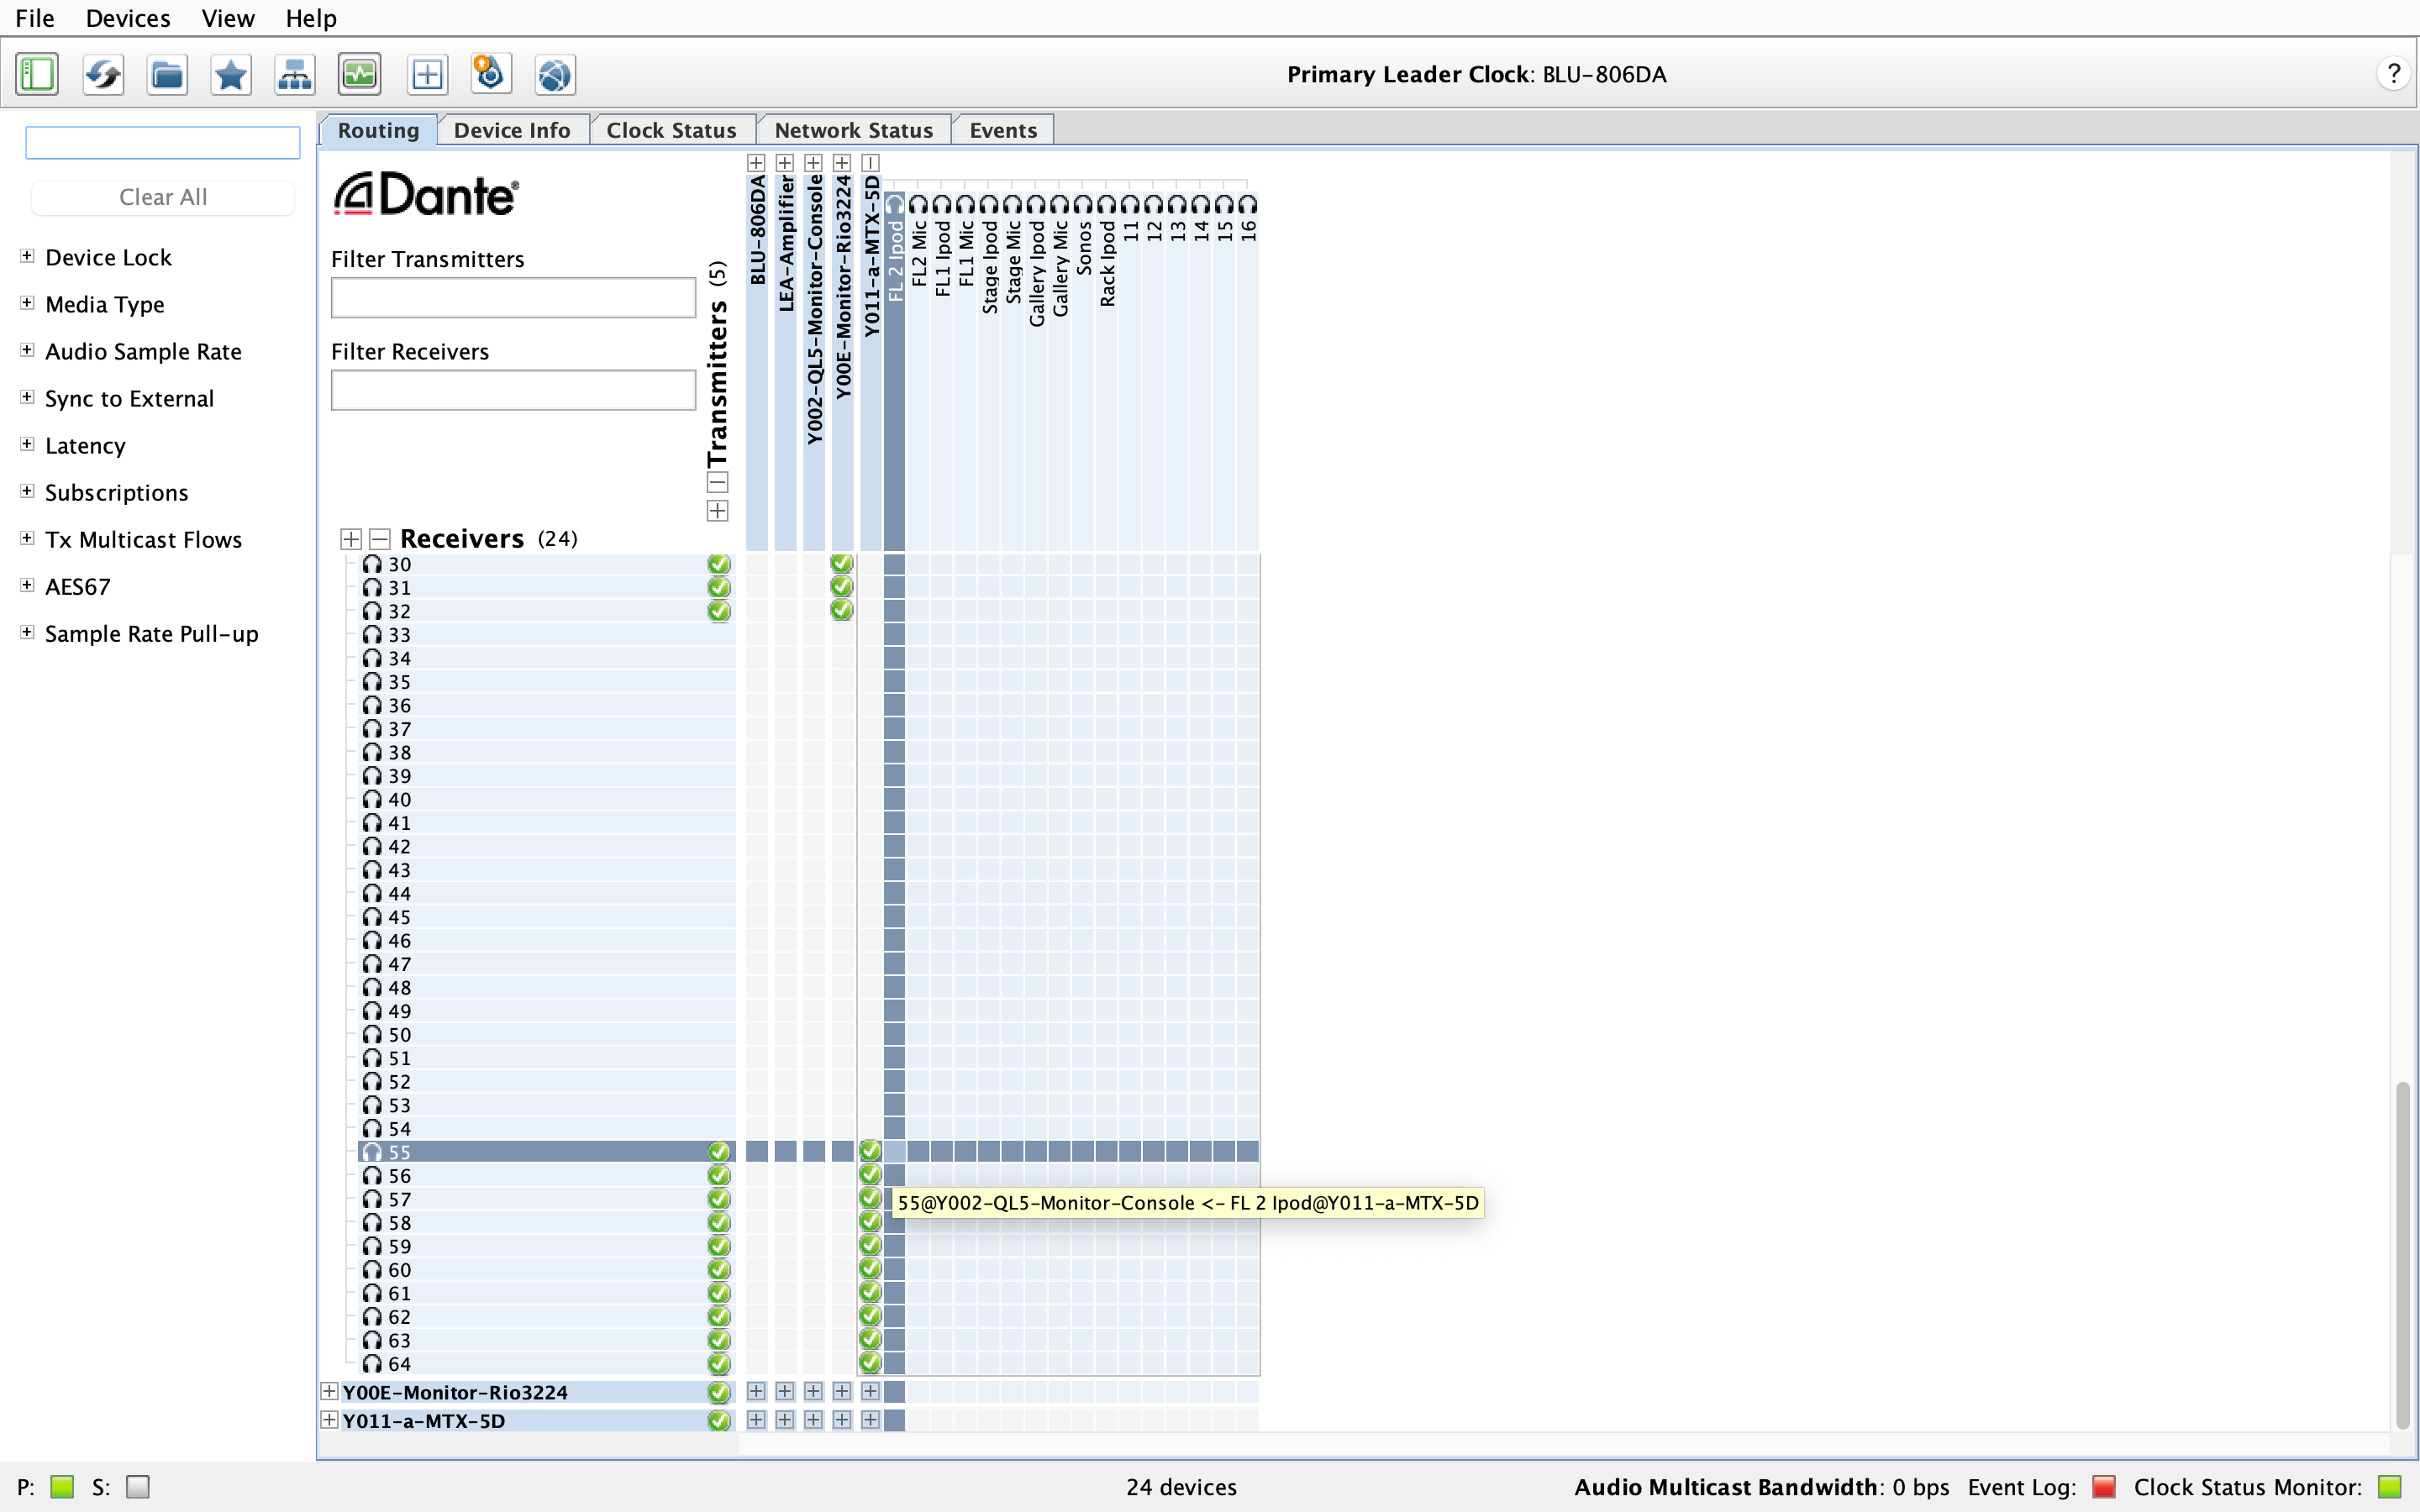 File Devices View Help
Primary Leader Clock: BLU-806DA
?
Clear All
Device Lock
Media Type
Audio Sample Rate
Sync to External
Latency
Subscriptions
Tx Multicast Flows
AES67
Sample Rate Pull-up
Routing Device Info Clock Status Network Status Events
Dante®
Filter Transmitters
Filter Receivers
Transmitters (5)
BLU-806DA
LEA-Amplifier
Y002-QL5-Monitor-Console
Y00E-Monitor-Rio3224
Y011-a-MTX-5D
FL 2 Ipod
FL2 Mic
FL1 Ipod
FL1 Mic
Stage Ipod
Stage Mic
Gallery Ipod
Gallery Mic
Sonos
Rack Ipod
11
12
13
14
15
16
Receivers (24)
30
31
32
33
34
35
36
37
38
39
40
41
42
43
44
45
46
47
48
49
50
51
52
53
54
55
56
57
55@Y002-QL5-Monitor-Console <- FL 2 Ipod@Y011-a-MTX-5D
58
59
60
61
62
63
64
Y00E-Monitor-Rio3224
Y011-a-MTX-5D
P: S:
24 devices
Audio Multicast Bandwidth: 0 bps Event Log: Clock Status Monitor: